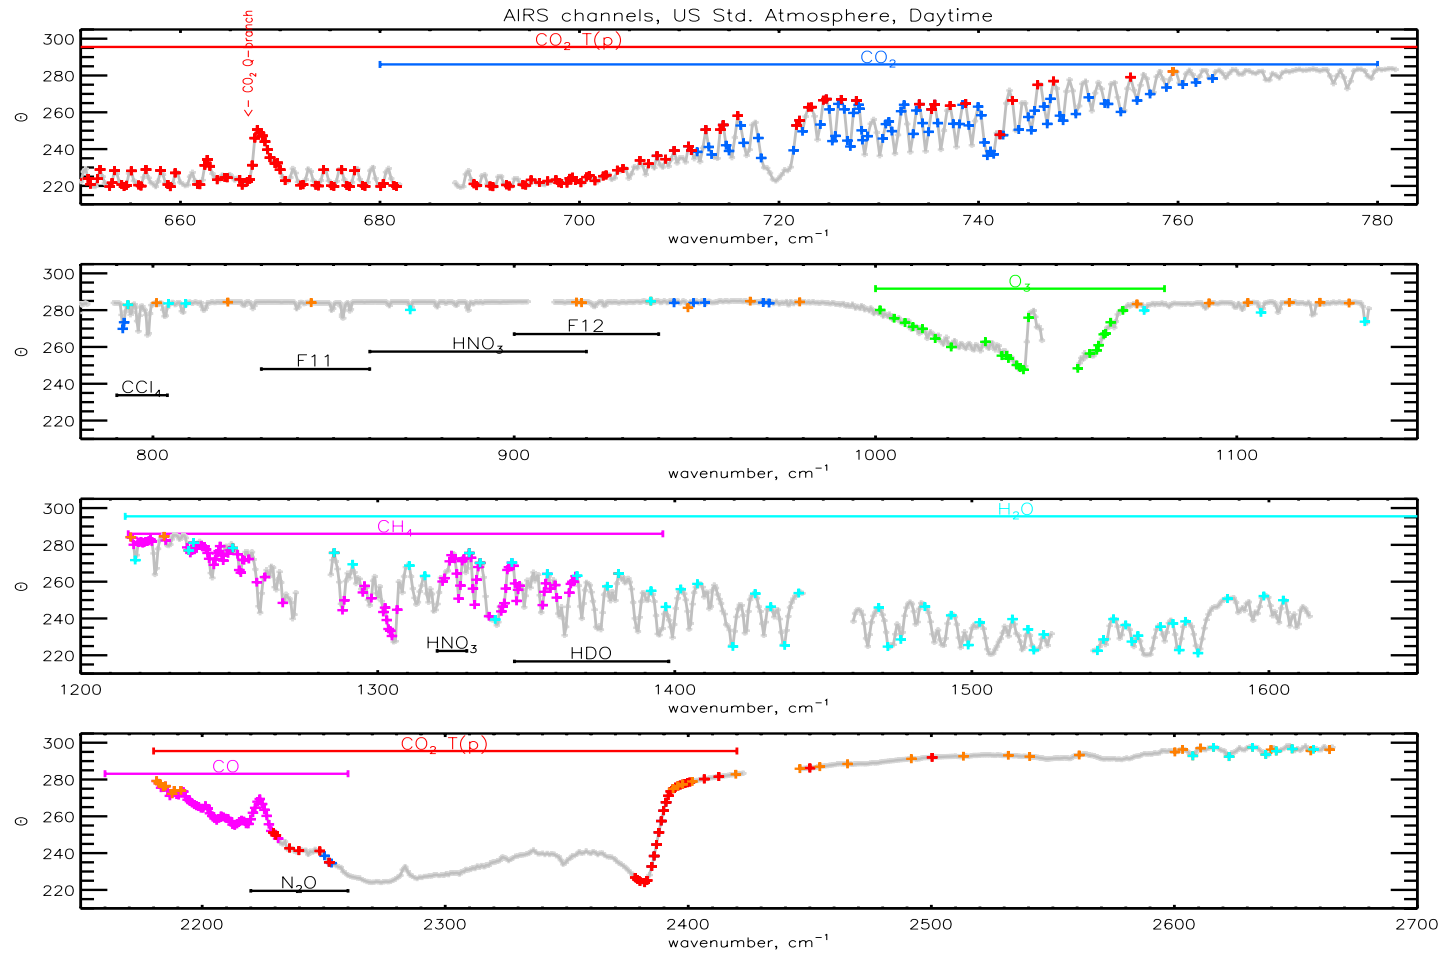 AIRS channels, US Std. Atmosphere, Daytime
CO₂ T(p)
CO₂
<- CO₂ Q-branch
Θ
300
280
260
240
220
660 680 700 720 740 760 780
wavenumber, cm⁻¹
O₃
F12
HNO₃
F11
CCl₄
Θ
300
280
260
240
220
800 900 1000 1100
wavenumber, cm⁻¹
H₂O
CH₄
HNO₃
HDO
Θ
300
280
260
240
220
1200 1300 1400 1500 1600
wavenumber, cm⁻¹
CO₂ T(p)
CO
N₂O
Θ
300
280
260
240
220
2200 2300 2400 2500 2600 2700
wavenumber, cm⁻¹